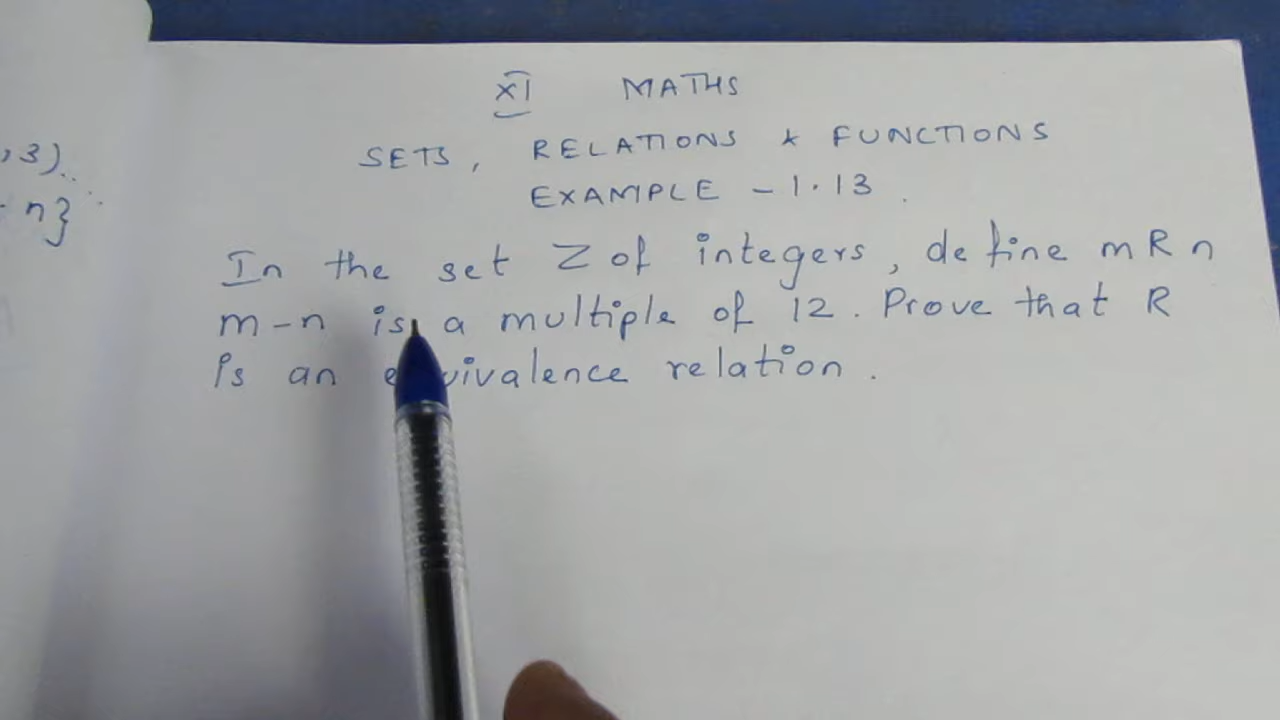 ,3)
n}
XI MATHS
SETS, RELATIONS & FUNCTIONS
EXAMPLE - 1.13.
In the set Z of integers, define m R n
m-n is a multiple of 12. Prove that R
is an equivalence relation.